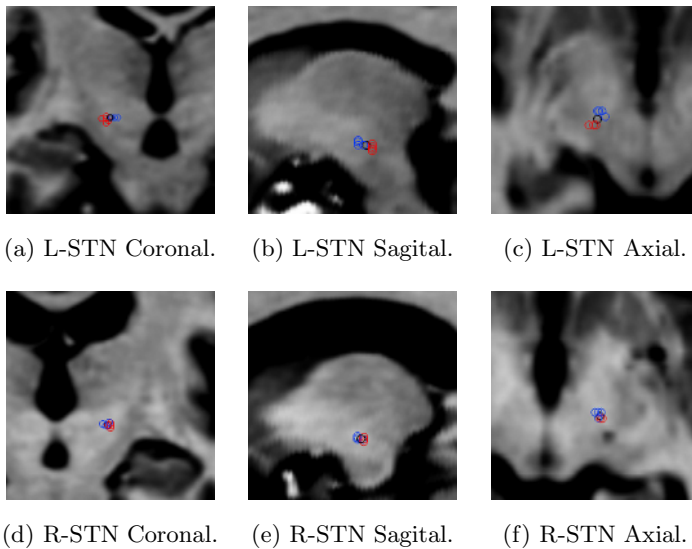 (a) L-STN Coronal. (b) L-STN Sagital. (c) L-STN Axial.
(d) R-STN Coronal. (e) R-STN Sagital. (f) R-STN Axial.